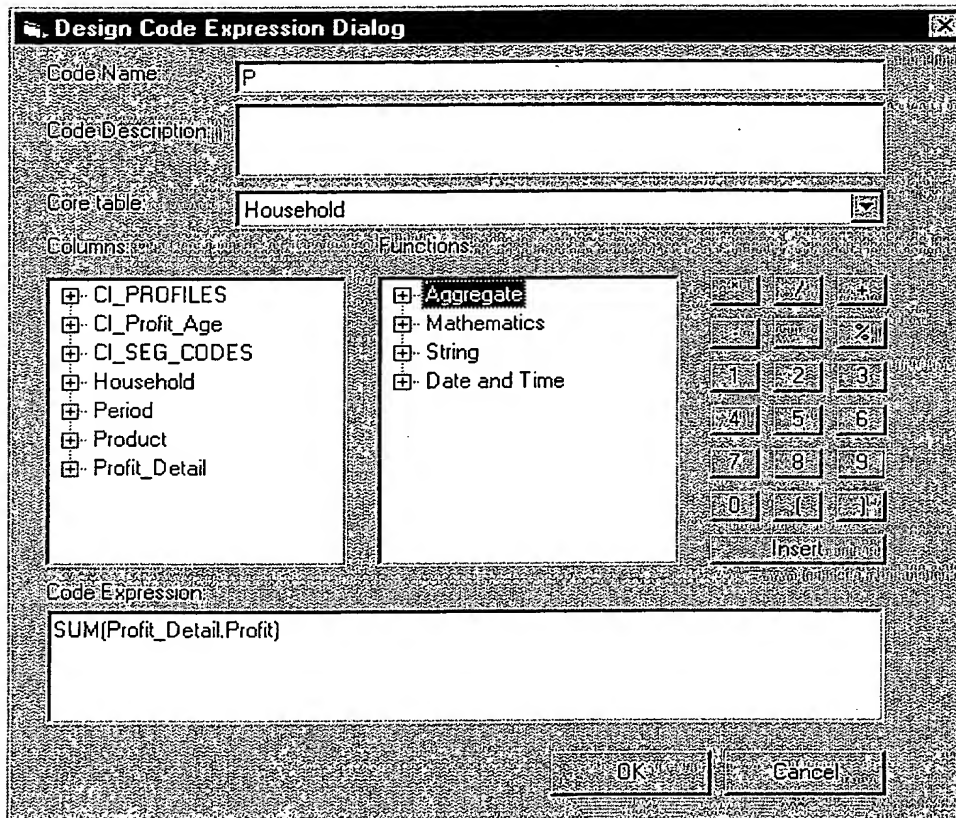 Design Code Expression Dialog
Code Name:
P
Code Description:
Core table:
Household
Columns
Functions:
CI_PROFILES
CI_Profit_Age
CI_SEG_CODES
Household
Period
Product
Profit_Detail
Aggregate
Mathematics
String
Date and Time
* / +
- %
1 2 3
4 5 6
7 8 9
0 ( )
Insert
Code Expression:
SUM(Profit_Detail.Profit)
OK Cancel